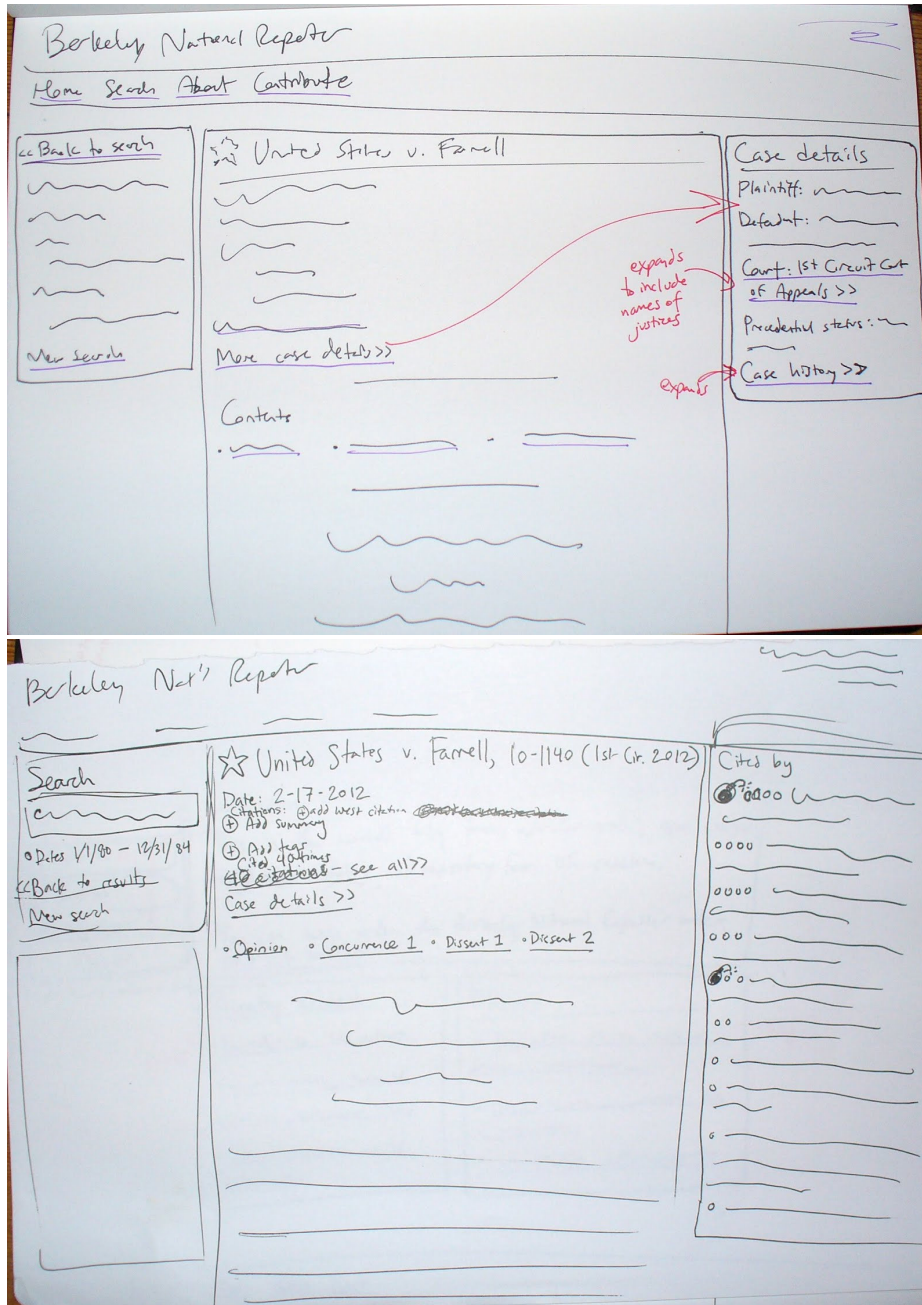 Berkeley National Reporter
Home Search About Contribute
<< Back to search
New search
United States v. Farrell
More case details >>
Contents
expands
to include
names of
justices
expands
Case details
Plaintiff:
Defendant:
Court: 1st Circuit Court
of Appeals >>
Precedential status:
Case history >>
Berkeley Nat'l Reporter
Search
Dates 1/1/80 – 12/31/84
<< Back to results
New search
United States v. Farrell, 10-1140 (1st Cir. 2012)
Date: 2-17-2012
Citations: + add West citation
+ Add summary
+ Add tags
Cited 40 times
- see all >>
Case details >>
• Opinion • Concurrence 1 • Dissent 1 • Dissent 2
Cited by